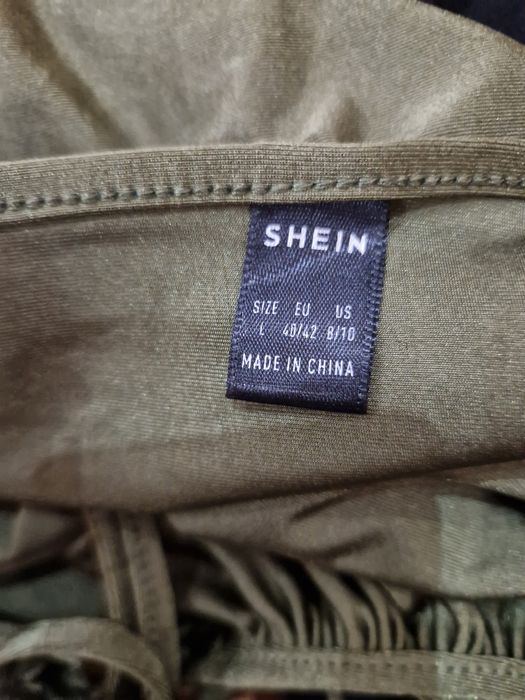 SHEIN
SIZE EU US
L 40/42 8/10
MADE IN CHINA